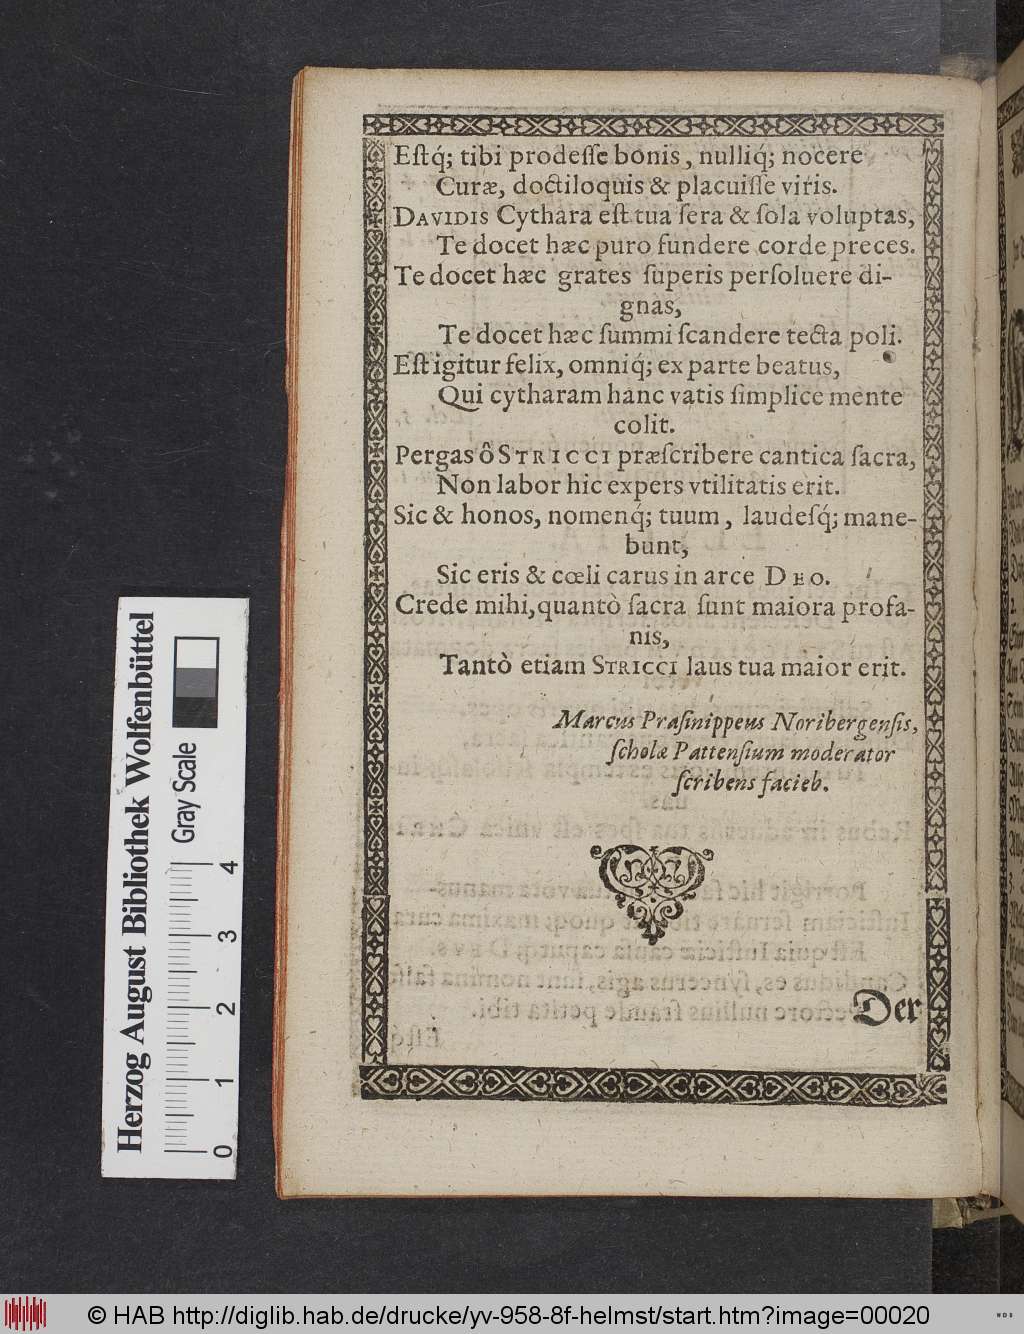 Eſtq́; tibi prodeſſe bonis, nulliq́; nocere
Curæ, doctiloquis & placuiſſe viris.
DAVIDIS Cythara eſt tua ſera & ſola voluptas,
Te docet hæc puro fundere corde preces.
Te docet hæc grates ſuperis perſoluere di-
gnas,
Te docet hæc ſummi ſcandere tecta poli.
Eſt igitur felix, omniq́; ex parte beatus,
Qui cytharam hanc vatis ſimplice mente
colit.
Pergas ô STRICCI præſcribere cantica ſacra,
Non labor hic expers vtilitatis erit.
Sic & honos, nomenq́; tuum, laudeſq́; mane-
bunt,
Sic eris & cœli carus in arce DEO.
Crede mihi, quantò ſacra ſunt maiora profa-
nis,
Tantò etiam STRICCI laus tua maior erit.
Marcus Praſinippeus Noribergenſis,
ſcholæ Pattenſium moderator
ſcribens facieb.
Der
Herzog August Bibliothek Wolfenbüttel
Gray Scale
0 1 2 3 4
© HAB http://diglib.hab.de/drucke/yv-958-8f-helmst/start.htm?image=00020